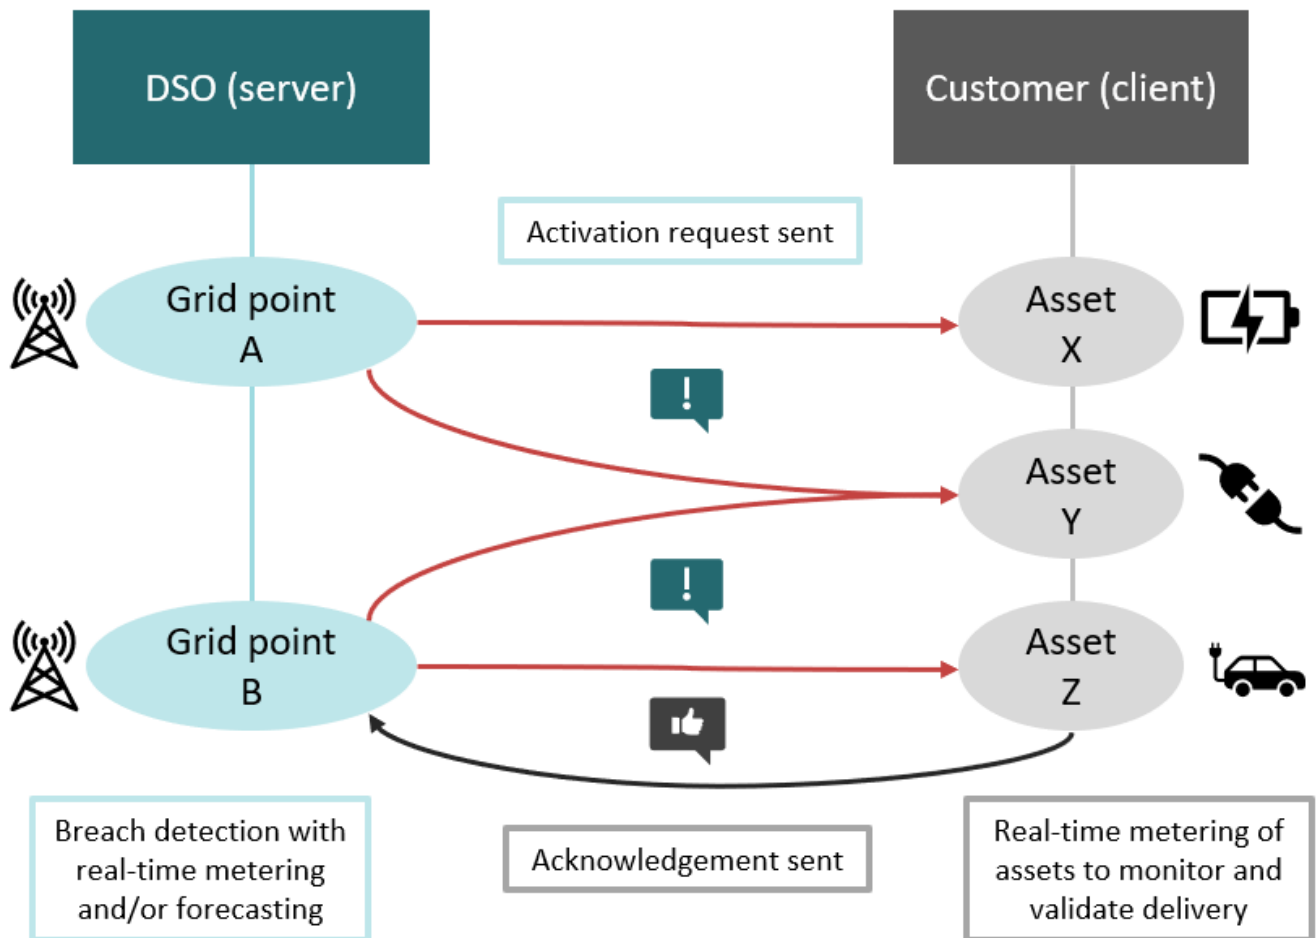 DSO (server)
Customer (client)
Activation request sent
Grid point
A
Asset
X
!
Asset
Y
!
Grid point
B
Asset
Z
Breach detection with
real-time metering
and/or forecasting
Acknowledgement sent
Real-time metering of
assets to monitor and
validate delivery